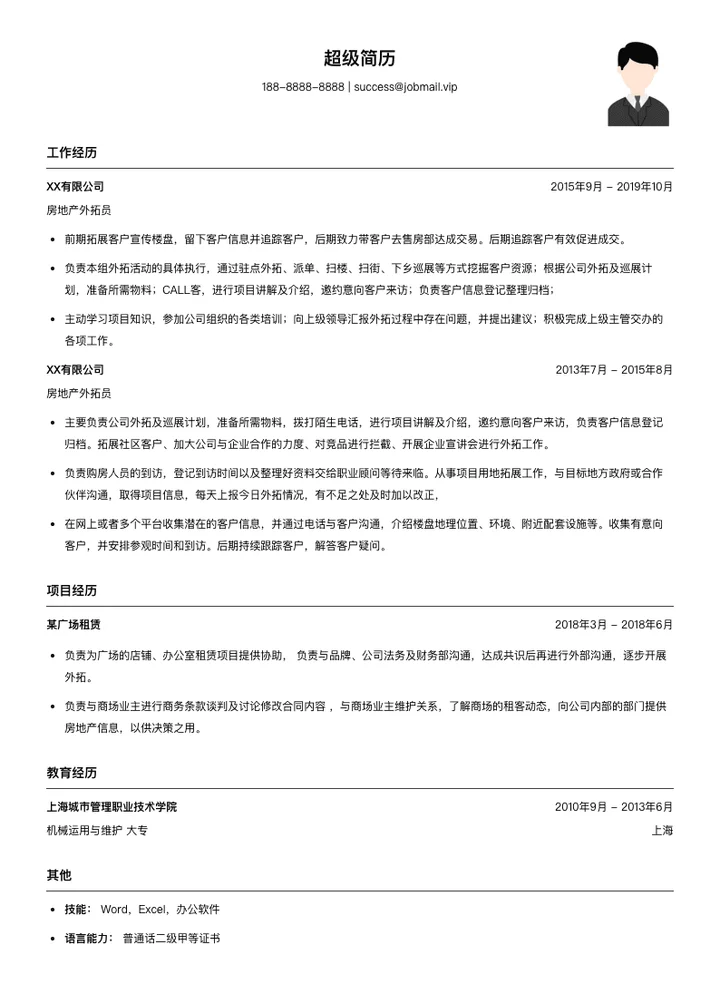 超级简历
188-8888-8888 | success@jobmail.vip
工作经历
XX有限公司 2015年9月 – 2019年10月
房地产外拓员
• 前期拓展客户宣传楼盘，留下客户信息并追踪客户，后期致力带客户去售房部达成交易。后期追踪客户有效促进成交。
• 负责本组外拓活动的具体执行，通过驻点外拓、派单、扫楼、扫街、下乡巡展等方式挖掘客户资源；根据公司外拓及巡展计
划，准备所需物料；CALL客，进行项目讲解及介绍，邀约意向客户来访；负责客户信息登记整理归档；
• 主动学习项目知识，参加公司组织的各类培训；向上级领导汇报外拓过程中存在问题，并提出建议；积极完成上级主管交办的
各项工作。
XX有限公司 2013年7月 – 2015年8月
房地产外拓员
• 主要负责公司外拓及巡展计划，准备所需物料，拨打陌生电话，进行项目讲解及介绍，邀约意向客户来访，负责客户信息登记
归档。拓展社区客户、加大公司与企业合作的力度、对竞品进行拦截、开展企业宣讲会进行外拓工作。
• 负责购房人员的到访，登记到访时间以及整理好资料交给职业顾问等待来临。从事项目用地拓展工作，与目标地方政府或合作
伙伴沟通，取得项目信息，每天上报今日外拓情况，有不足之处及时加以改正，
• 在网上或者多个平台收集潜在的客户信息，并通过电话与客户沟通，介绍楼盘地理位置、环境、附近配套设施等。收集有意向
客户，并安排参观时间和到访。后期持续跟踪客户，解答客户疑问。
项目经历
某广场租赁 2018年3月 – 2018年6月
• 负责为广场的店铺、办公室租赁项目提供协助， 负责与品牌、公司法务及财务部沟通，达成共识后再进行外部沟通，逐步开展
外拓。
• 负责与商场业主进行商务条款谈判及讨论修改合同内容 ，与商场业主维护关系，了解商场的租客动态，向公司内部的部门提供
房地产信息，以供决策之用。
教育经历
上海城市管理职业技术学院 2010年9月 – 2013年6月
机械运用与维护 大专 上海
其他
• 技能： Word，Excel，办公软件
• 语言能力： 普通话二级甲等证书